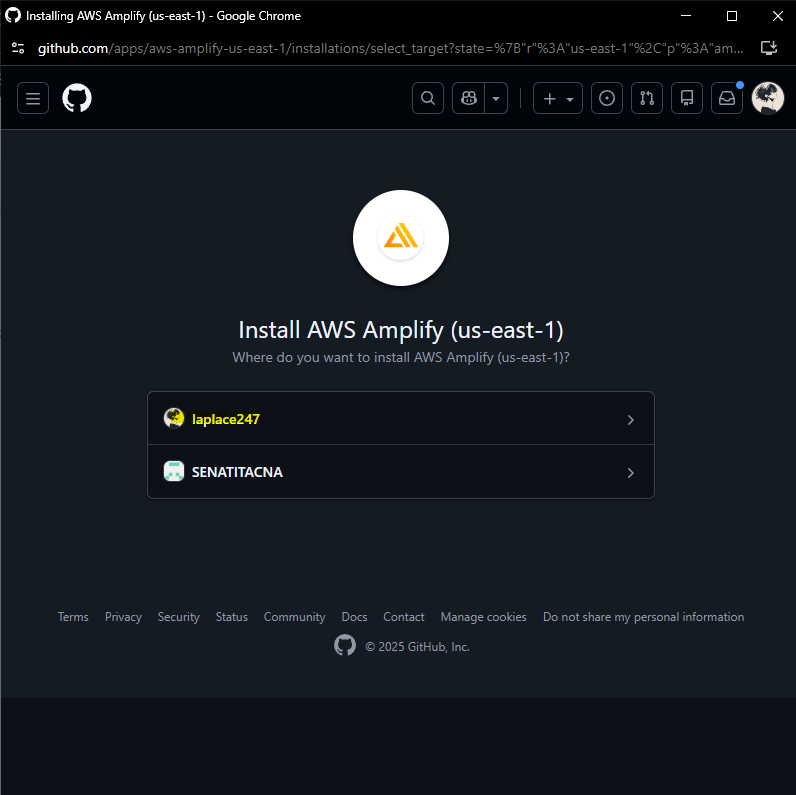 Installing AWS Amplify (us-east-1) - Google Chrome
github.com/apps/aws-amplify-us-east-1/installations/select_target?state=%7B"r"%3A"us-east-1"%2C"p"%3A"am...
Install AWS Amplify (us-east-1)
Where do you want to install AWS Amplify (us-east-1)?
laplace247
SENATITACNA
Terms Privacy Security Status Community Docs Contact Manage cookies Do not share my personal information
© 2025 GitHub, Inc.